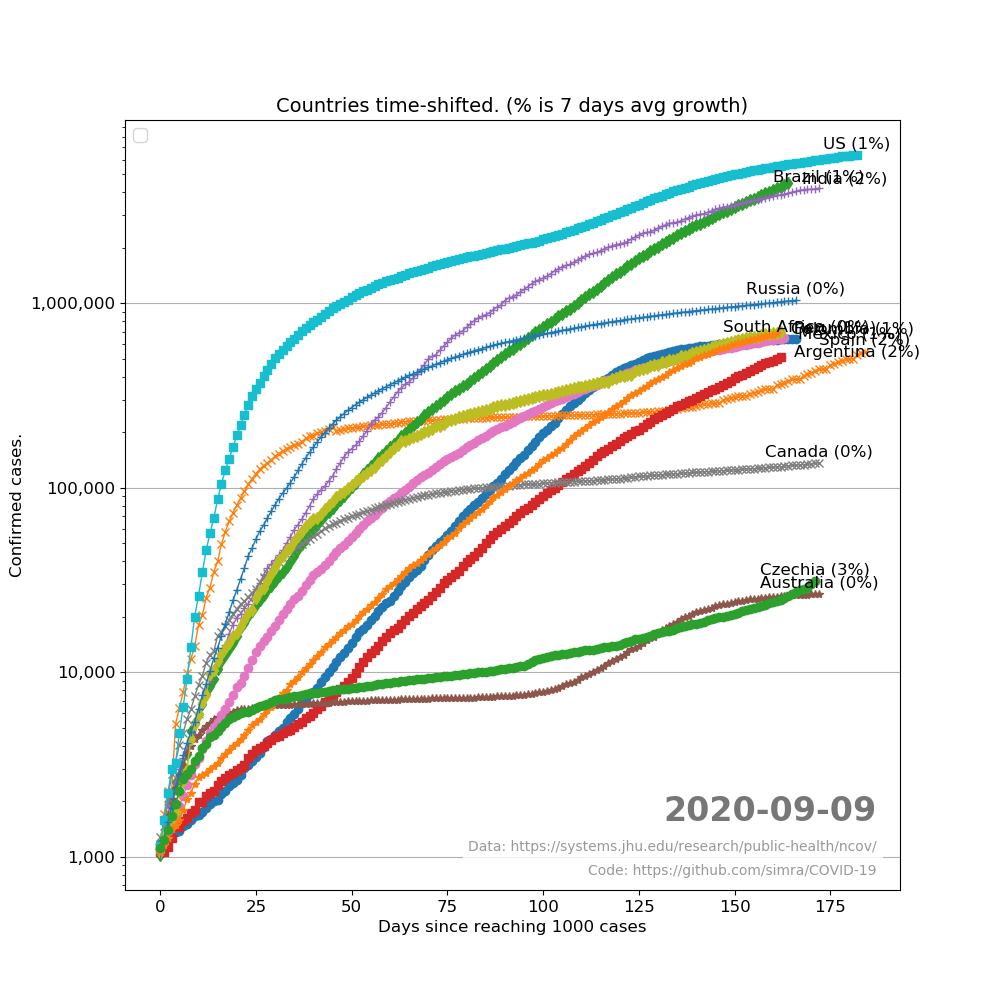 Countries time-shifted. (% is 7 days avg growth)
US (1%)
Brazil (1%)
India (2%)
Russia (0%)
South Africa (0%)
Spain (2%)
Argentina (2%)
Canada (0%)
Czechia (3%)
Australia (0%)
1,000,000
100,000
10,000
1,000
Confirmed cases.
2020-09-09
Data: https://systems.jhu.edu/research/public-health/ncov/
Code: https://github.com/simra/COVID-19
0 25 50 75 100 125 150 175
Days since reaching 1000 cases